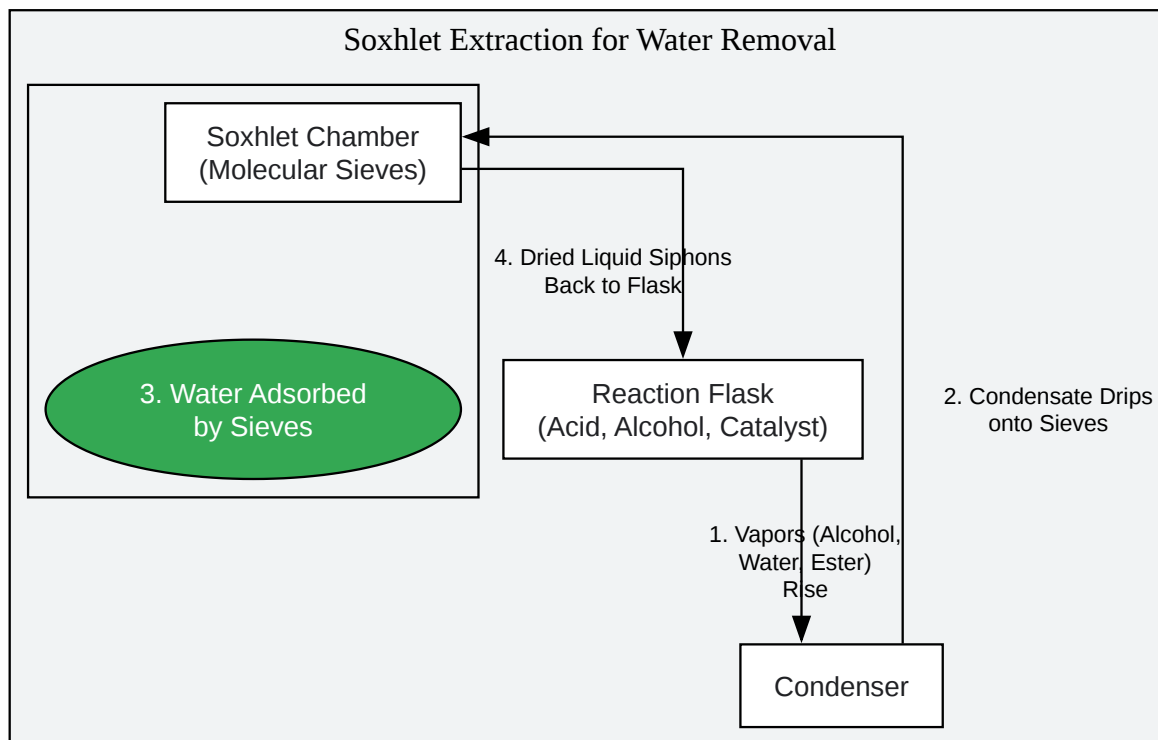 Soxhlet Extraction for Water Removal
Soxhlet Chamber
(Molecular Sieves)
4. Dried Liquid Siphons
Back to Flask
3. Water Adsorbed
by Sieves
Reaction Flask
(Acid, Alcohol, Catalyst)
2. Condensate Drips
onto Sieves
1. Vapors (Alcohol,
Water, Ester)
Rise
Condenser